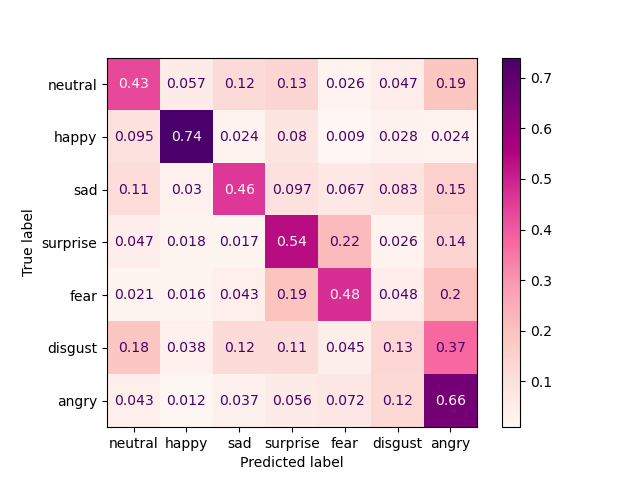 neutral 0.43 0.057 0.12 0.13 0.026 0.047 0.19
happy 0.095 0.74 0.024 0.08 0.009 0.028 0.024
sad 0.11 0.03 0.46 0.097 0.067 0.083 0.15
surprise 0.047 0.018 0.017 0.54 0.22 0.026 0.14
fear 0.021 0.016 0.043 0.19 0.48 0.048 0.2
disgust 0.18 0.038 0.12 0.11 0.045 0.13 0.37
angry 0.043 0.012 0.037 0.056 0.072 0.12 0.66
neutral happy sad surprise fear disgust angry
Predicted label
True label
0.7
0.6
0.5
0.4
0.3
0.2
0.1